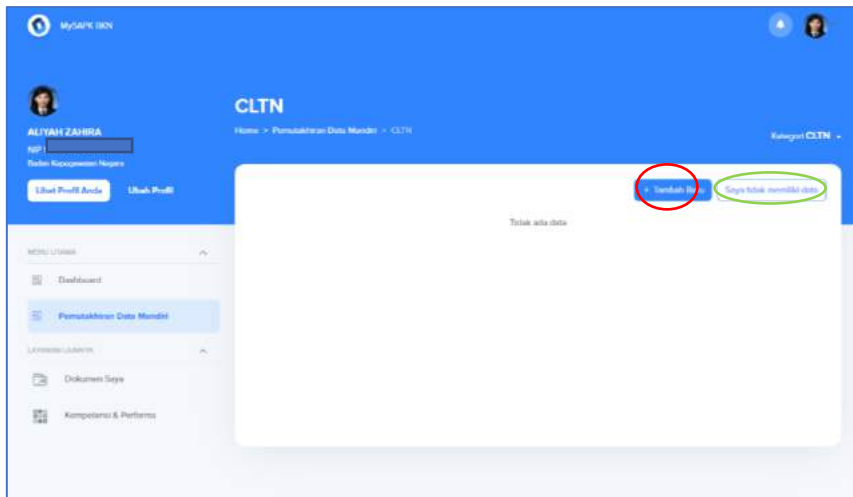 MySAPK BKN
ALIYAH ZAHIRA
NIP :
Badan Kepegawaian Negara
Lihat Profil Anda
Ubah Profil
MENU UTAMA
Dashboard
Pemutakhiran Data Mandiri
LAYANAN LAINNYA
Dokumen Saya
Kompetensi & Performa
CLTN
Home > Pemutakhiran Data Mandiri > CLTN
Kategori CLTN
+ Tambah Baru
Saya tidak memiliki data
Tidak ada data